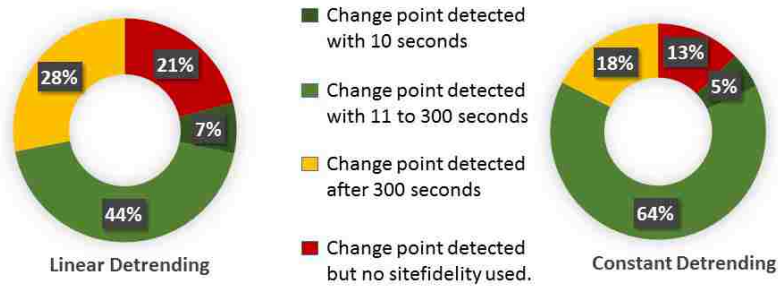 28%
21%
7%
44%
Linear Detrending
Change point detected
with 10 seconds
Change point detected
with 11 to 300 seconds
Change point detected
after 300 seconds
Change point detected
but no sitefidelity used.
18%
13%
5%
64%
Constant Detrending